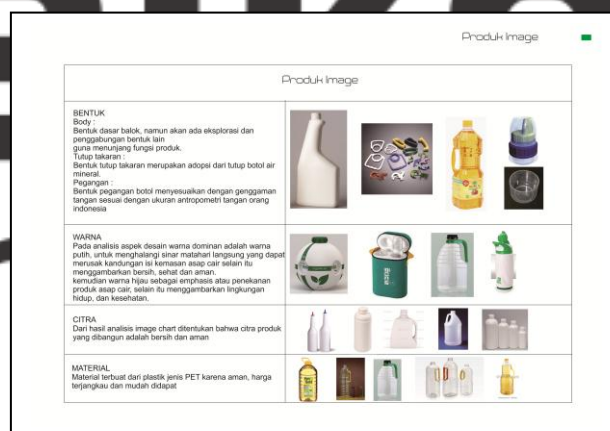 Produk Image
Produk Image
BENTUK
Body :
Bentuk dasar balok, namun akan ada eksplorasi dan
penggabungan bentuk lain
guna menunjang fungsi produk.
Tutup takaran :
Bentuk tutup takaran merupakan adopsi dari tutup botol air
mineral.
Pegangan :
Bentuk pegangan botol menyesuaikan dengan genggaman
tangan sesuai dengan ukuran antropometri tangan orang
indonesia
WARNA
Pada analisis aspek desain warna dominan adalah warna
putih, untuk menghalangi sinar matahari langsung yang dapat
merusak kandungan isi kemasan asap cair selain itu
menggambarkan bersih, sehat dan aman.
kemudian warna hijau sebagai emphasis atau penekanan
produk asap cair, selain itu menggambarkan lingkungan
hidup, dan kesehatan.
CITRA
Dari hasil analisis image chart ditentukan bahwa citra produk
yang dibangun adalah bersih dan aman
MATERIAL
Material terbuat dari plastik jenis PET karena aman, harga
terjangkau dan mudah didapat